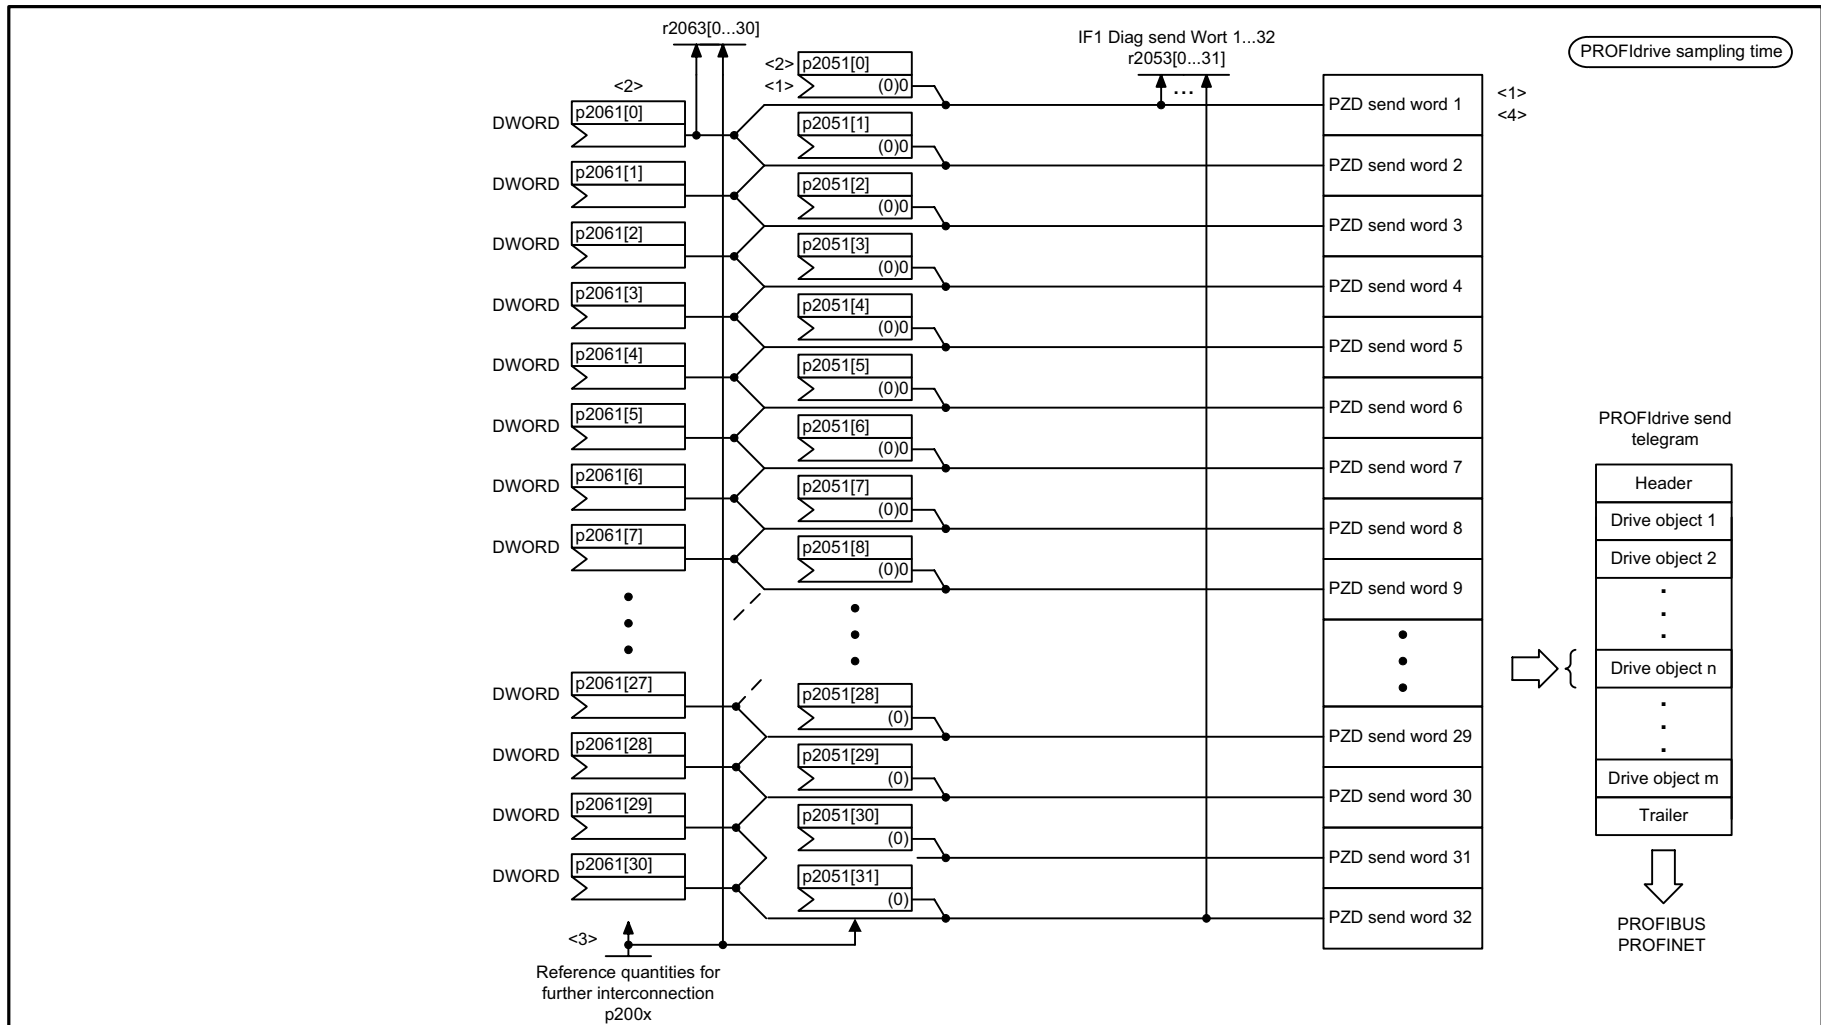 r2063[0...30]
IF1 Diag send Wort 1...32
r2053[0...31]
...
PROFIdrive sampling time
<2>
<2>
<1>
p2051[0]
(0)0
DWORD
p2061[0]
PZD send word 1
<1>
<4>
p2051[1]
(0)0
PZD send word 2
DWORD
p2061[1]
p2051[2]
(0)0
PZD send word 3
DWORD
p2061[2]
p2051[3]
(0)0
PZD send word 4
DWORD
p2061[3]
p2051[4]
(0)0
PZD send word 5
DWORD
p2061[4]
p2051[5]
(0)0
PZD send word 6
DWORD
p2061[5]
p2051[6]
(0)0
PZD send word 7
DWORD
p2061[6]
p2051[7]
(0)0
PZD send word 8
DWORD
p2061[7]
p2051[8]
(0)0
PZD send word 9
DWORD
p2061[27]
p2051[28]
(0)
PZD send word 29
DWORD
p2061[28]
p2051[29]
(0)
PZD send word 30
DWORD
p2061[29]
p2051[30]
(0)
PZD send word 31
DWORD
p2061[30]
p2051[31]
(0)
PZD send word 32
<3>
Reference quantities for
further interconnection
p200x
PROFIdrive send
telegram
Header
Drive object 1
Drive object 2
Drive object n
Drive object m
Trailer
PROFIBUS
PROFINET